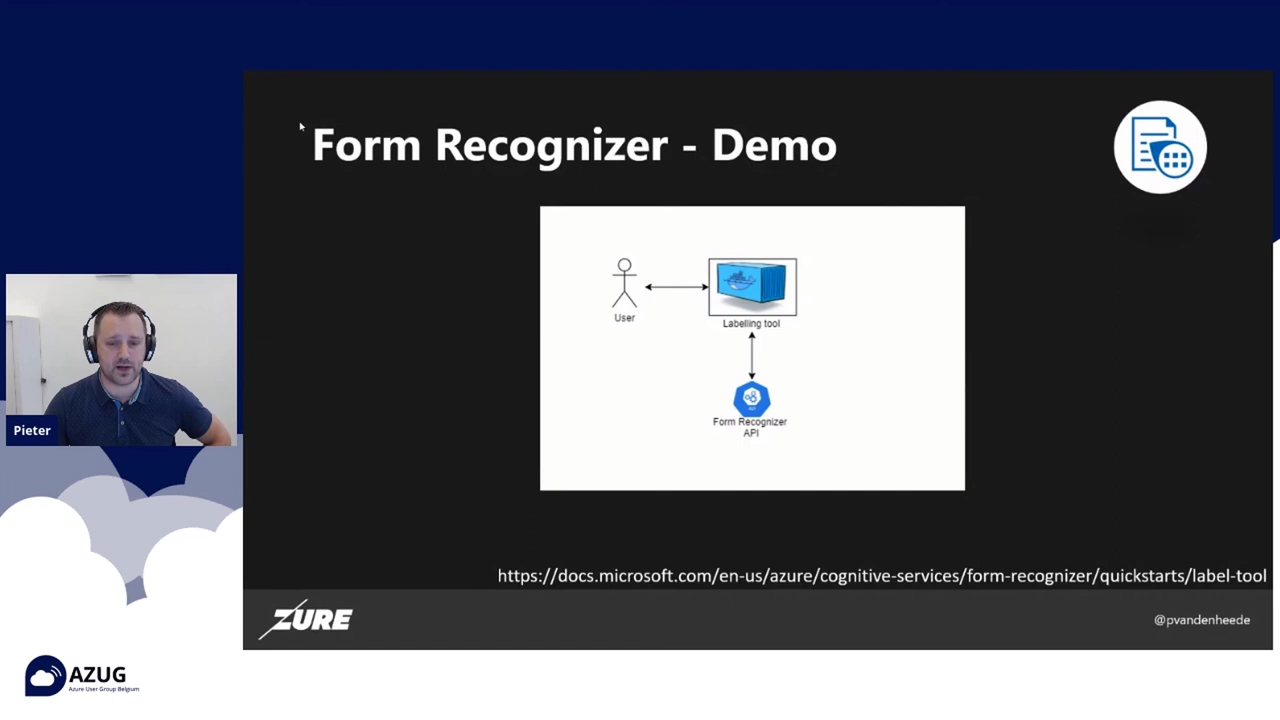 Form Recognizer - Demo
User
Labelling tool
Form Recognizer
API
Pieter
https://docs.microsoft.com/en-us/azure/cognitive-services/form-recognizer/quickstarts/label-tool
ZURE
@pvandenheede
AZUG
Azure User Group Belgium